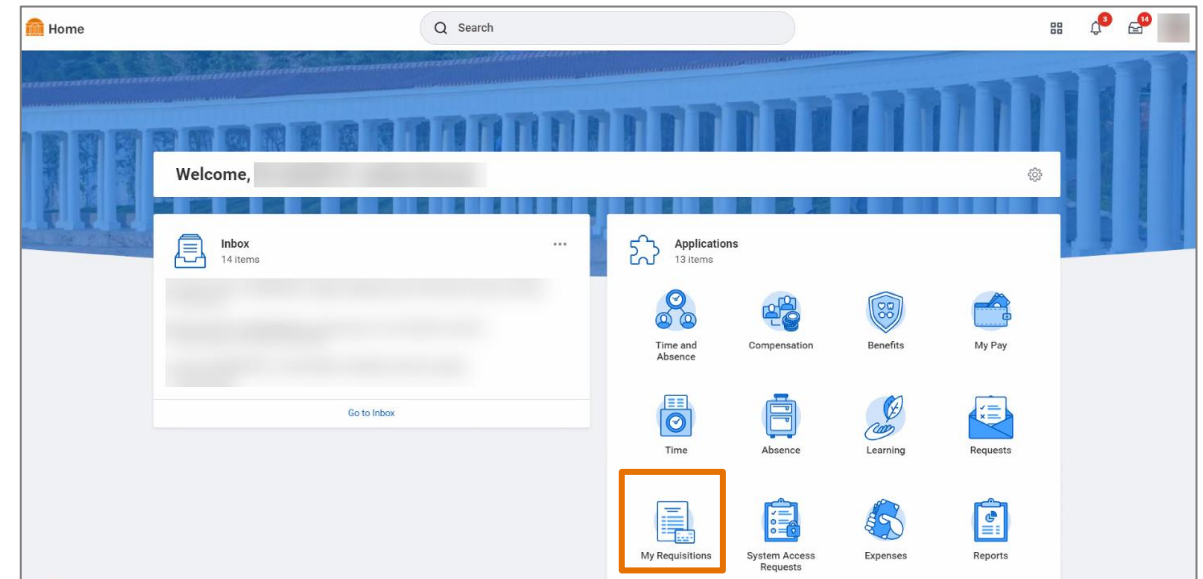 Home
Search
3
14
Welcome,
Inbox
14 items
Go to Inbox
Applications
13 items
Time and
Absence
Compensation
Benefits
My Pay
Time
Absence
Learning
Requests
My Requisitions
System Access
Requests
Expenses
Reports